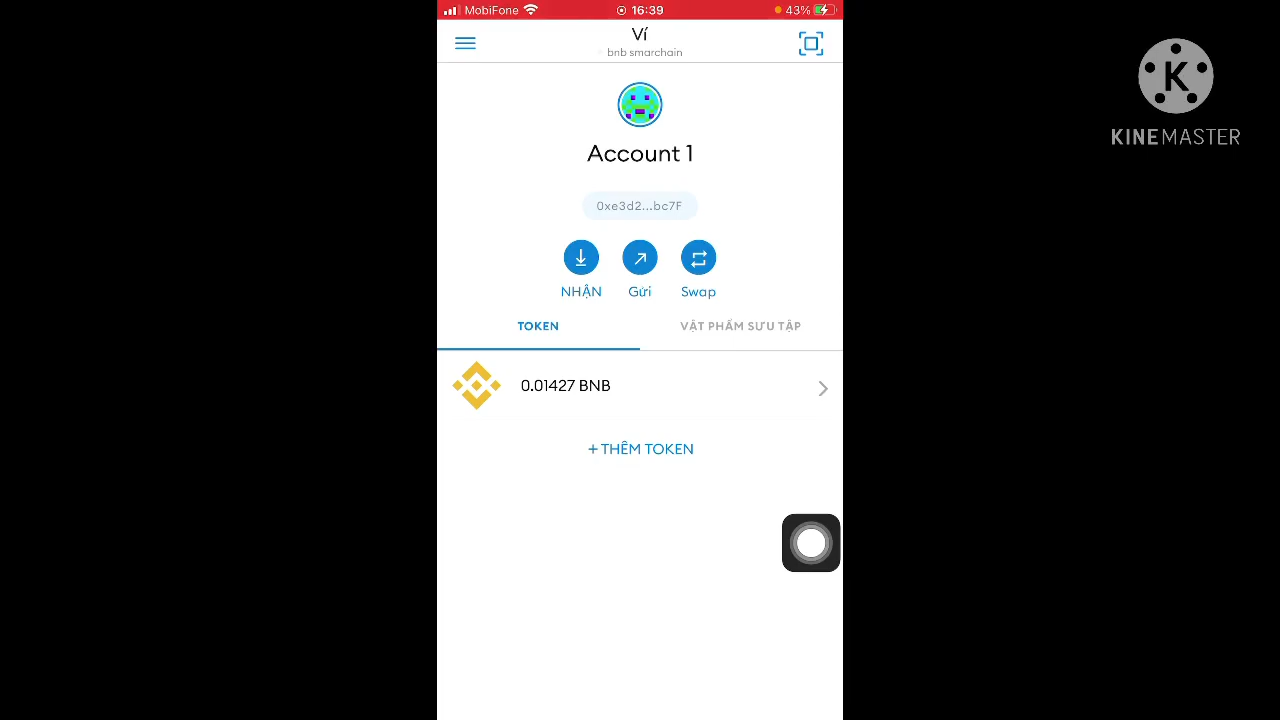 MobiFone 16:39 43%
Ví
bnb smarchain
K
KINEMASTER
Account 1
0xe3d2...bc7F
NHẬN Gửi Swap
TOKEN VẬT PHẨM SƯU TẬP
0.01427 BNB
+ THÊM TOKEN